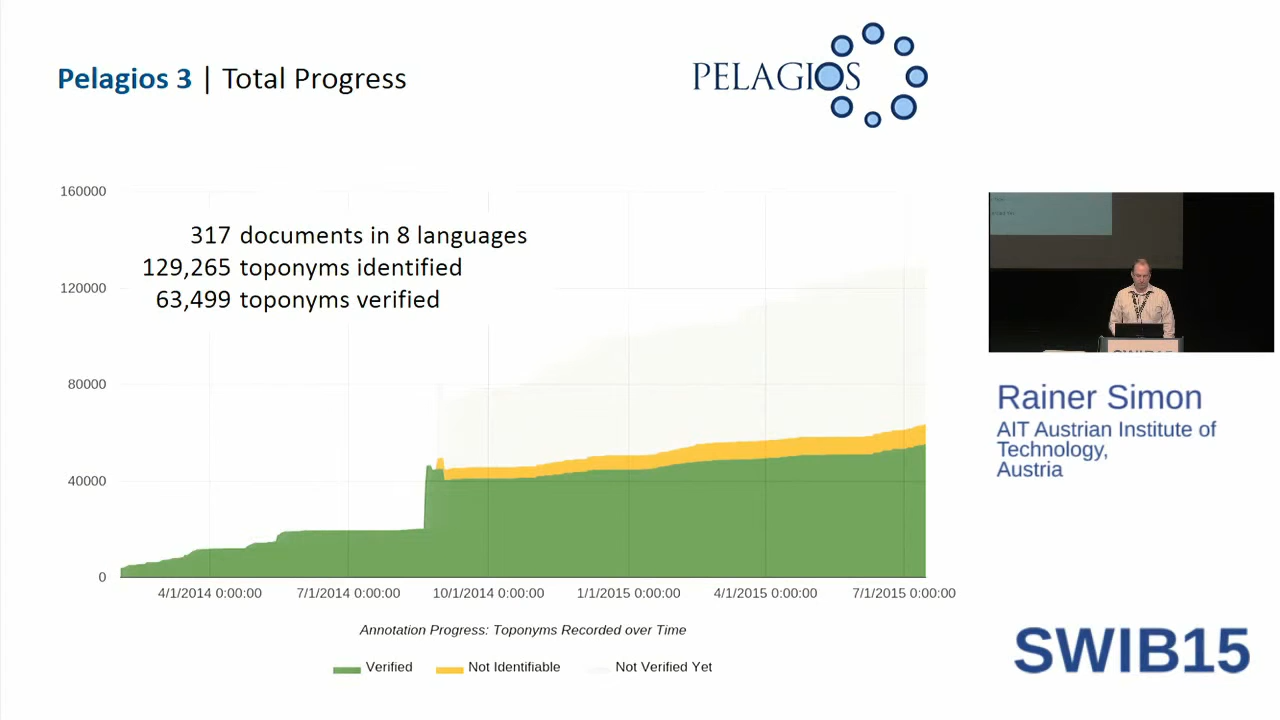 Pelagios 3 | Total Progress
PELAGIOS
160000
317 documents in 8 languages
129,265 toponyms identified
63,499 toponyms verified
120000
80000
40000
0
4/1/2014 0:00:00 7/1/2014 0:00:00 10/1/2014 0:00:00 1/1/2015 0:00:00 4/1/2015 0:00:00 7/1/2015 0:00:00
Annotation Progress: Toponyms Recorded over Time
Verified Not Identifiable Not Verified Yet
Rainer Simon
AIT Austrian Institute of
Technology,
Austria
SWIB15